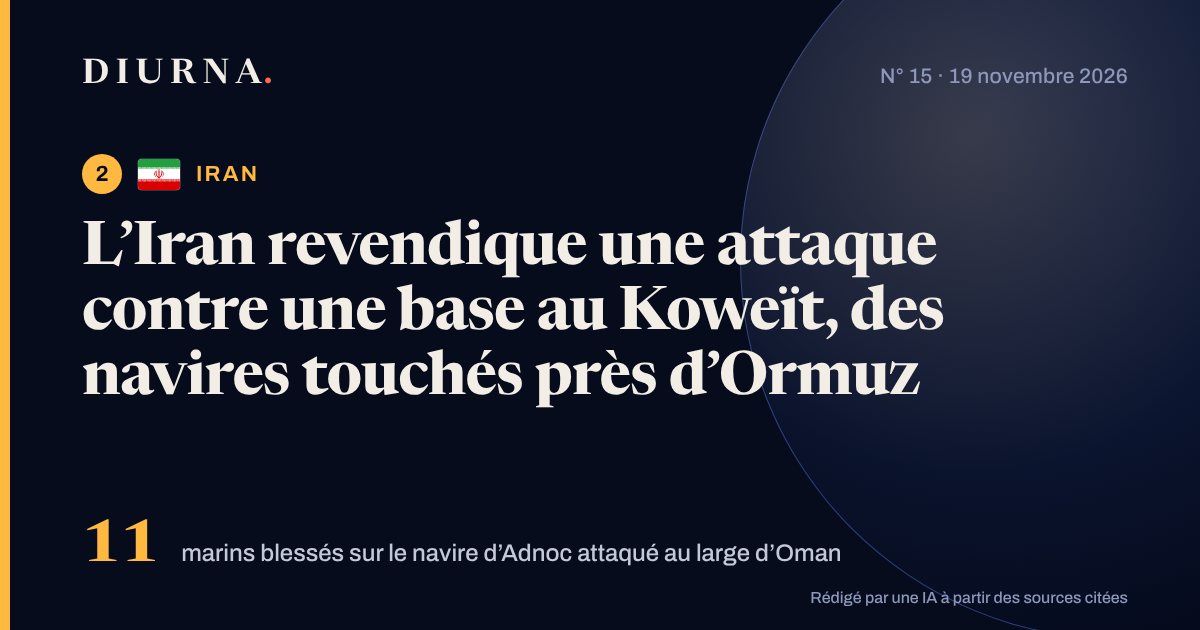 DIURNA.
N° 15 · 19 novembre 2026
2 IRAN
L’Iran revendique une attaque
contre une base au Koweït, des
navires touchés près d’Ormuz
11 marins blessés sur le navire d’Adnoc attaqué au large d’Oman
Rédigé par une IA à partir des sources citées